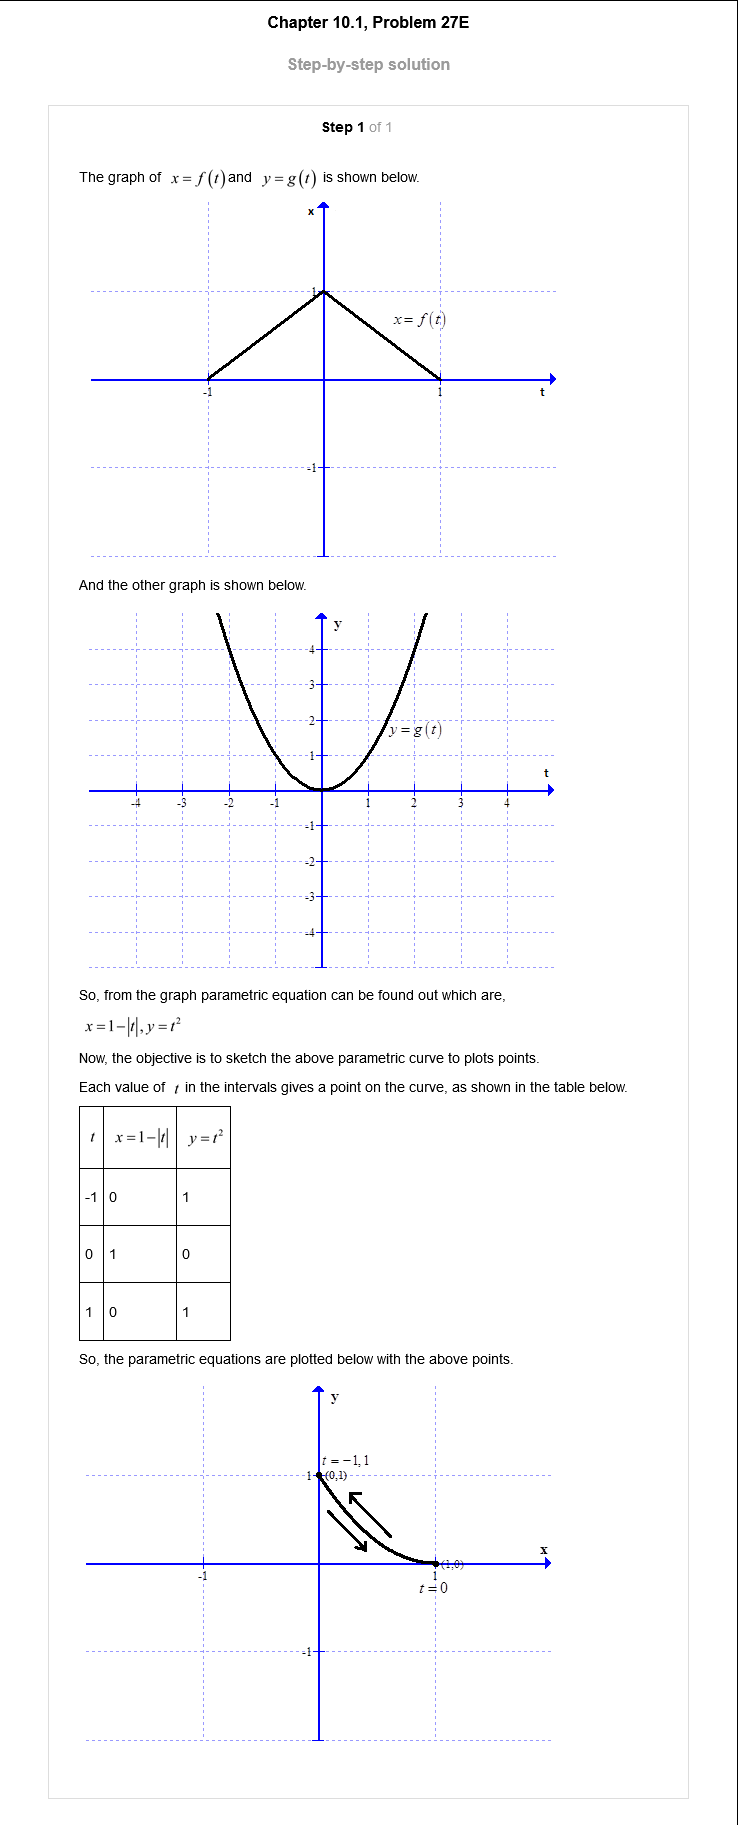 Chapter 10.1, Problem 27E
Step-by-step solution
Step 1 of 1
The graph of x = f (t) and y = g (t) is shown below.
x
1
x = f (t)
-1 1 t
-1
And the other graph is shown below.
y
4
3
2
y = g (t)
1
t
-4 -3 -2 -1 1 2 3 4
-1
-2
-3
-4
So, from the graph parametric equation can be found out which are,
x = 1−|t|, y = t²
Now, the objective is to sketch the above parametric curve to plots points.
Each value of t in the intervals gives a point on the curve, as shown in the table below.
t x = 1−|t| y = t²
-1 0 1
0 1 0
1 0 1
So, the parametric equations are plotted below with the above points.
y
t = −1, 1
1 (0,1)
x
(1,0)
-1 1
t = 0
-1